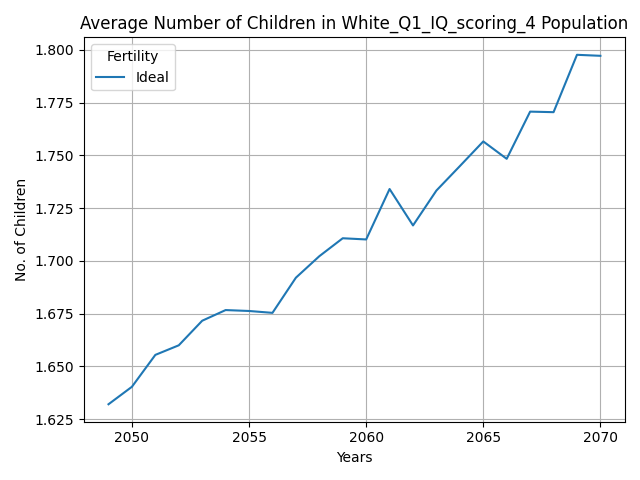 Average Number of Children in White_Q1_IQ_scoring_4 Population
Fertility
Ideal
No. of Children
1.800
1.775
1.750
1.725
1.700
1.675
1.650
1.625
2050 2055 2060 2065 2070
Years